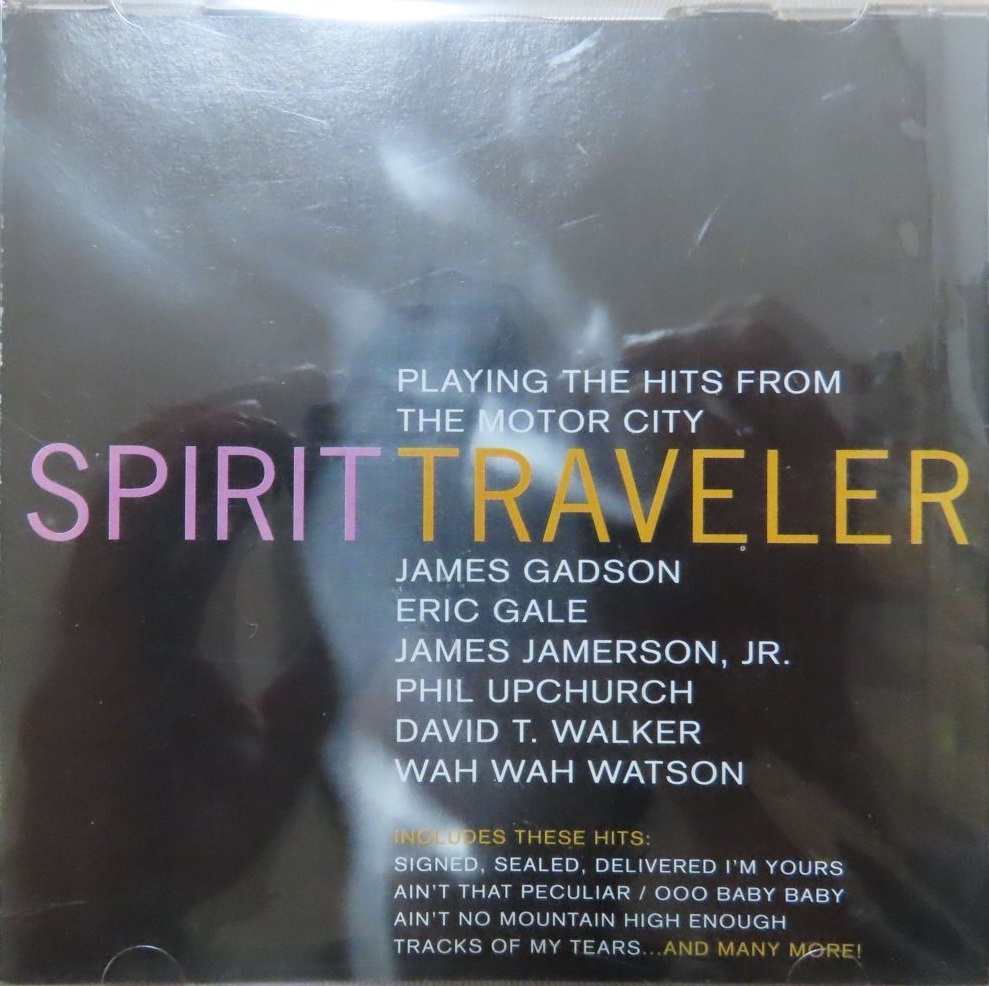 PLAYING THE HITS FROM
THE MOTOR CITY
SPIRIT TRAVELER
JAMES GADSON
ERIC GALE
JAMES JAMERSON, JR.
PHIL UPCHURCH
DAVID T. WALKER
WAH WAH WATSON
INCLUDES THESE HITS:
SIGNED, SEALED, DELIVERED I'M YOURS
AIN'T THAT PECULIAR / OOO BABY BABY
AIN'T NO MOUNTAIN HIGH ENOUGH
TRACKS OF MY TEARS...AND MANY MORE!